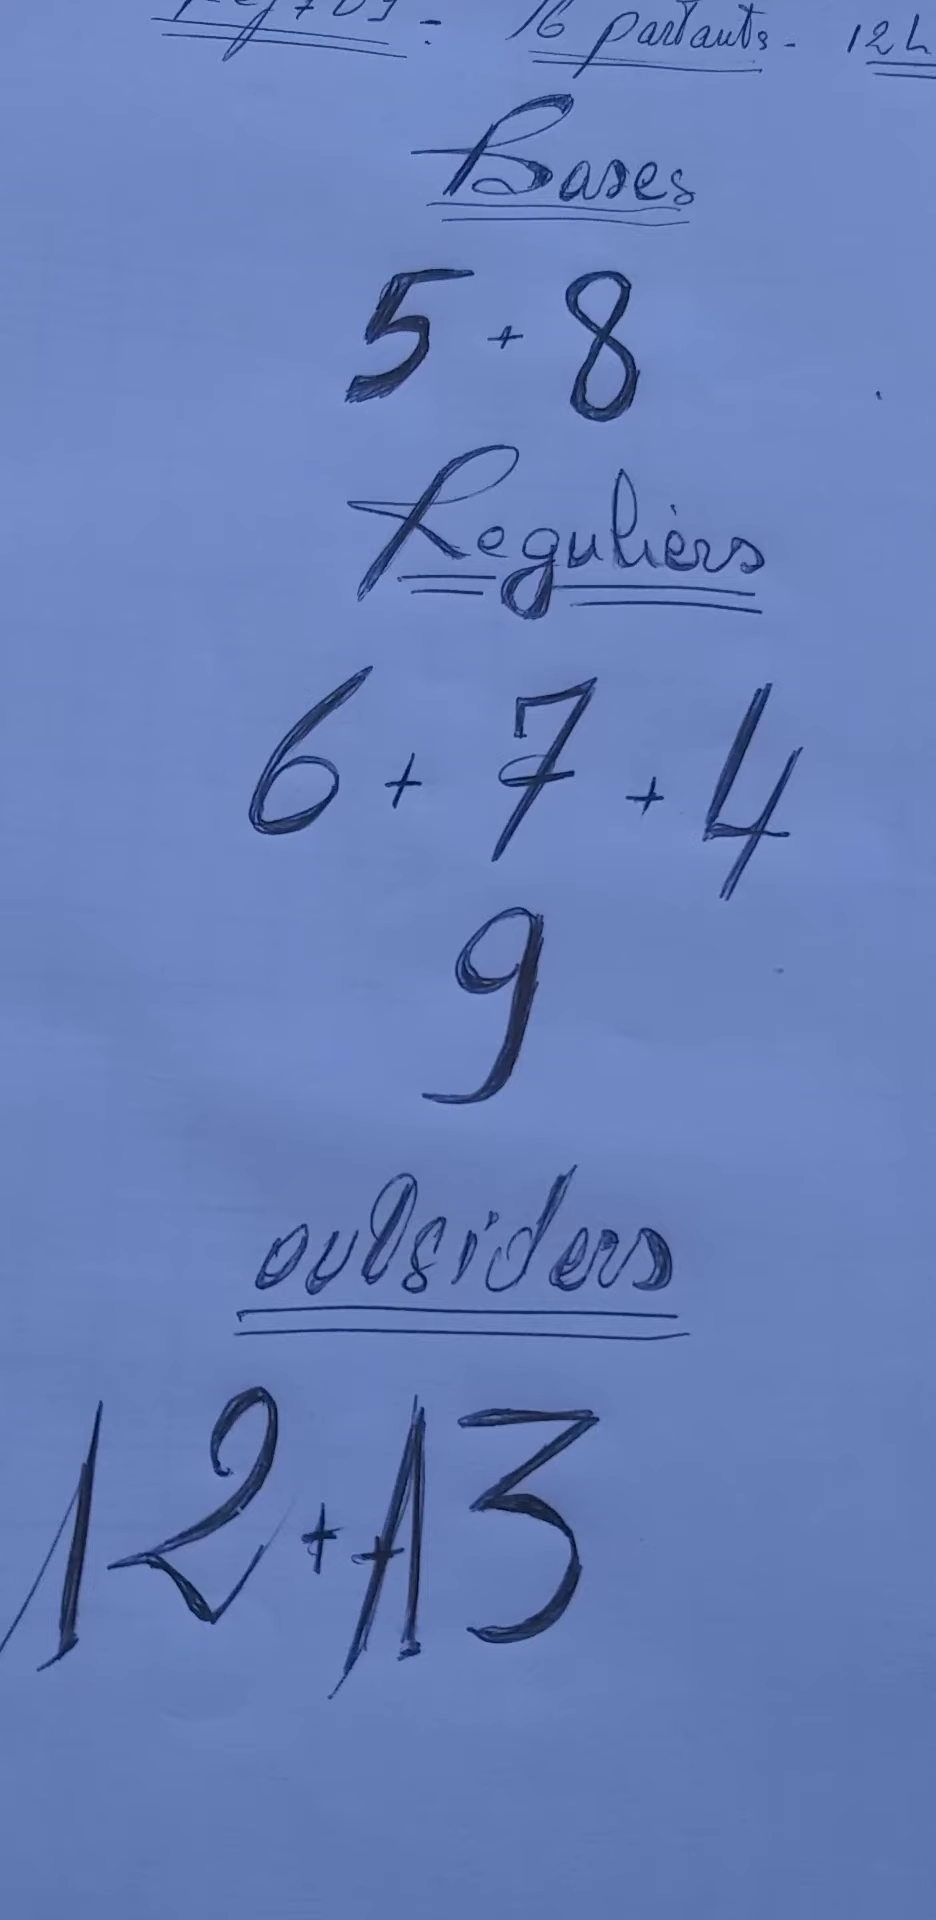 16 partants - 12h
Bases
5 + 8
Reguliers
6 + 7 + 4
9
outsiders
12 + 13